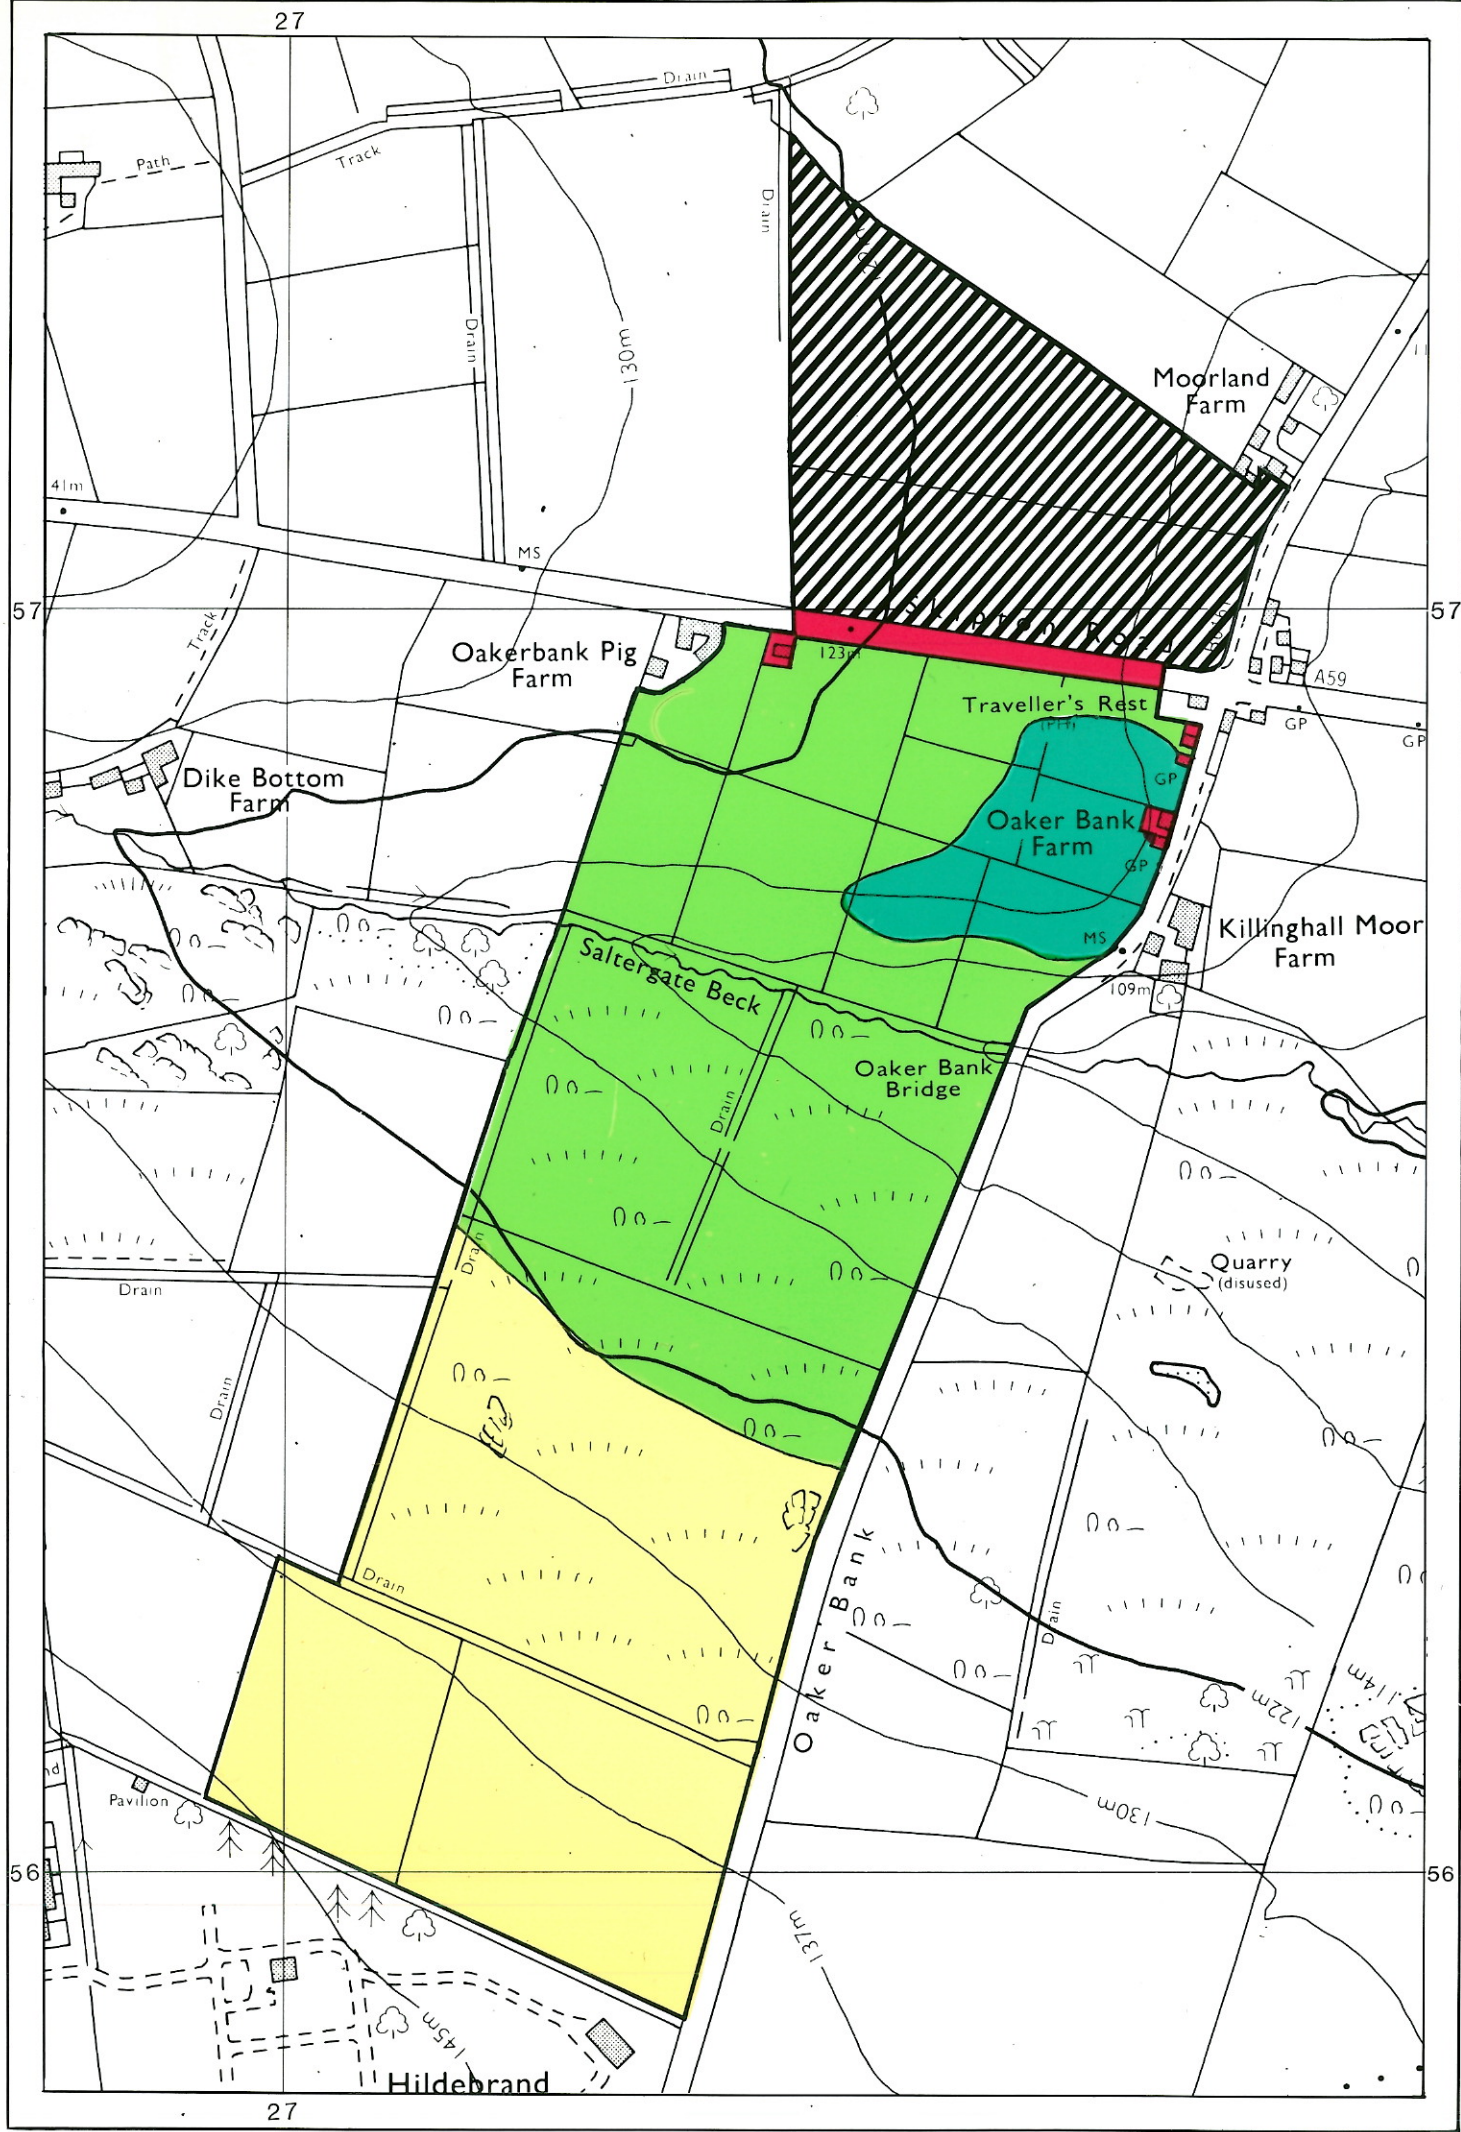 27
Drain
Path
Track
Drain
Drain
130m
Moorland
Farm
41m
MS
57
57
Skipton Road
Track
Oakerbank Pig
Farm
123m
A59
Traveller's Rest
(PH)
GP
GP
GP
Dike Bottom
Farm
Oaker Bank
Farm
GP
Killinghall Moor
Farm
MS
Saltergate Beck
109m
Oaker Bank
Bridge
Drain
Drain
Quarry
(disused)
Drain
Drain
Drain
Oaker Bank
Drain
114m
122m
Pavilion
130m
56
56
137m
145m
Hildebrand
27